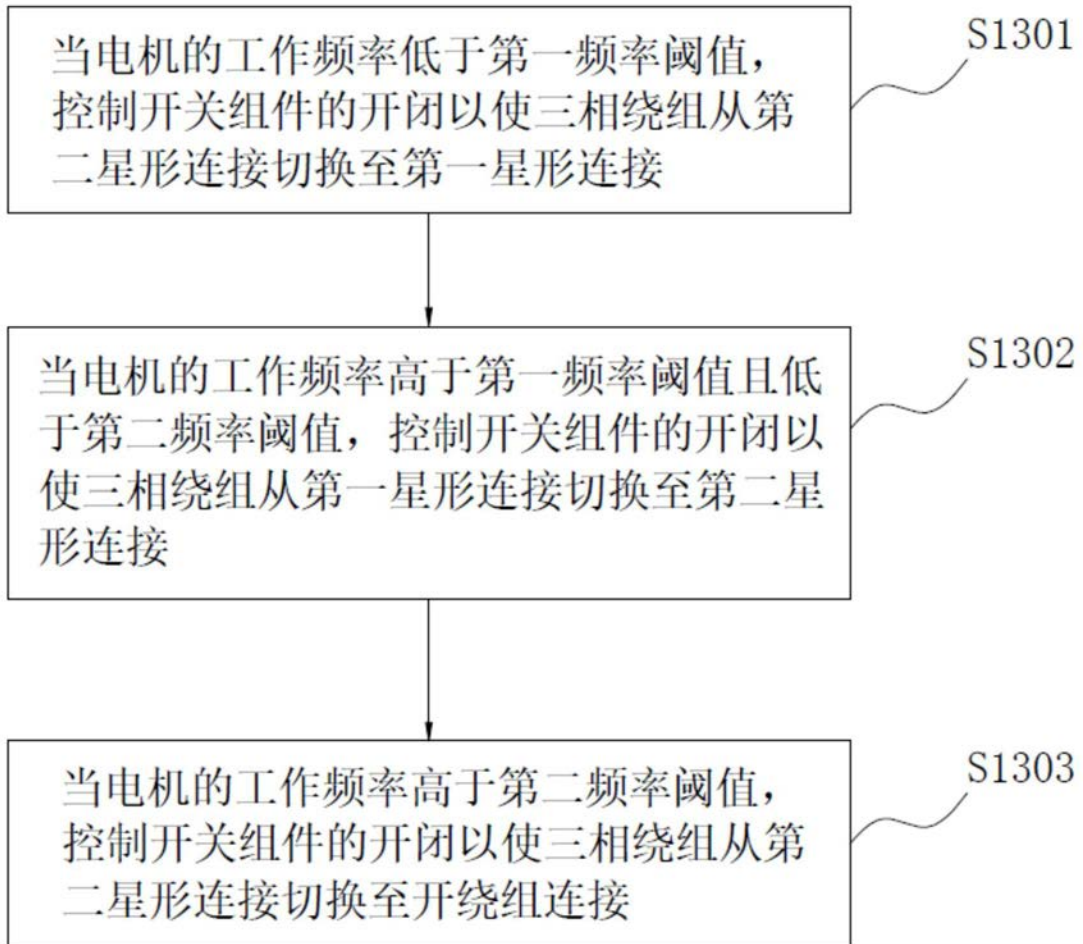 当电机的工作频率低于第一频率阈值，
控制开关组件的开闭以使三相绕组从第
二星形连接切换至第一星形连接
S1301
当电机的工作频率高于第一频率阈值且低
于第二频率阈值，控制开关组件的开闭以
使三相绕组从第一星形连接切换至第二星
形连接
S1302
当电机的工作频率高于第二频率阈值，
控制开关组件的开闭以使三相绕组从第
二星形连接切换至开绕组连接
S1303